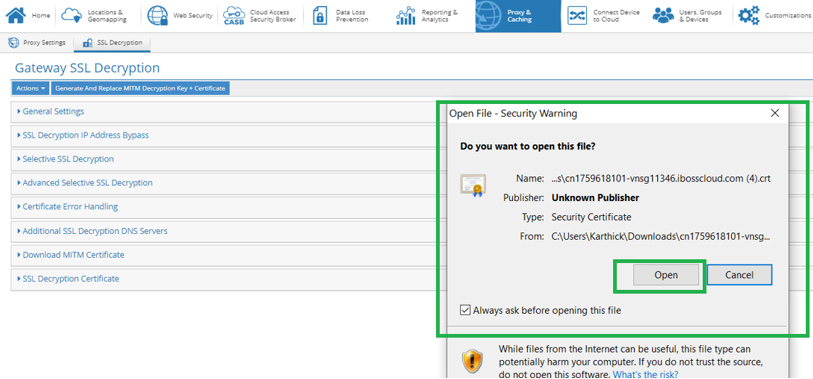 Home
Locations &
Geomapping
Web Security
CASB
Cloud Access
Security Broker
Data Loss
Prevention
Reporting &
Analytics
Proxy &
Caching
Connect Device
to Cloud
Users, Groups
& Devices
Customizations
Proxy Settings
SSL Decryption
Gateway SSL Decryption
Actions
Generate And Replace MITM Decryption Key + Certificate
General Settings
SSL Decryption IP Address Bypass
Selective SSL Decryption
Advanced Selective SSL Decryption
Certificate Error Handling
Additional SSL Decryption DNS Servers
Download MITM Certificate
SSL Decryption Certificate
Open File - Security Warning
Do you want to open this file?
Name: ...s\cn1759618101-vnsg11346.ibosscloud.com (4).crt
Publisher: Unknown Publisher
Type: Security Certificate
From: C:\Users\Karthick\Downloads\cn1759618101-vnsg...
Open
Cancel
Always ask before opening this file
While files from the Internet can be useful, this file type can
potentially harm your computer. If you do not trust the source,
do not open this software. What's the risk?